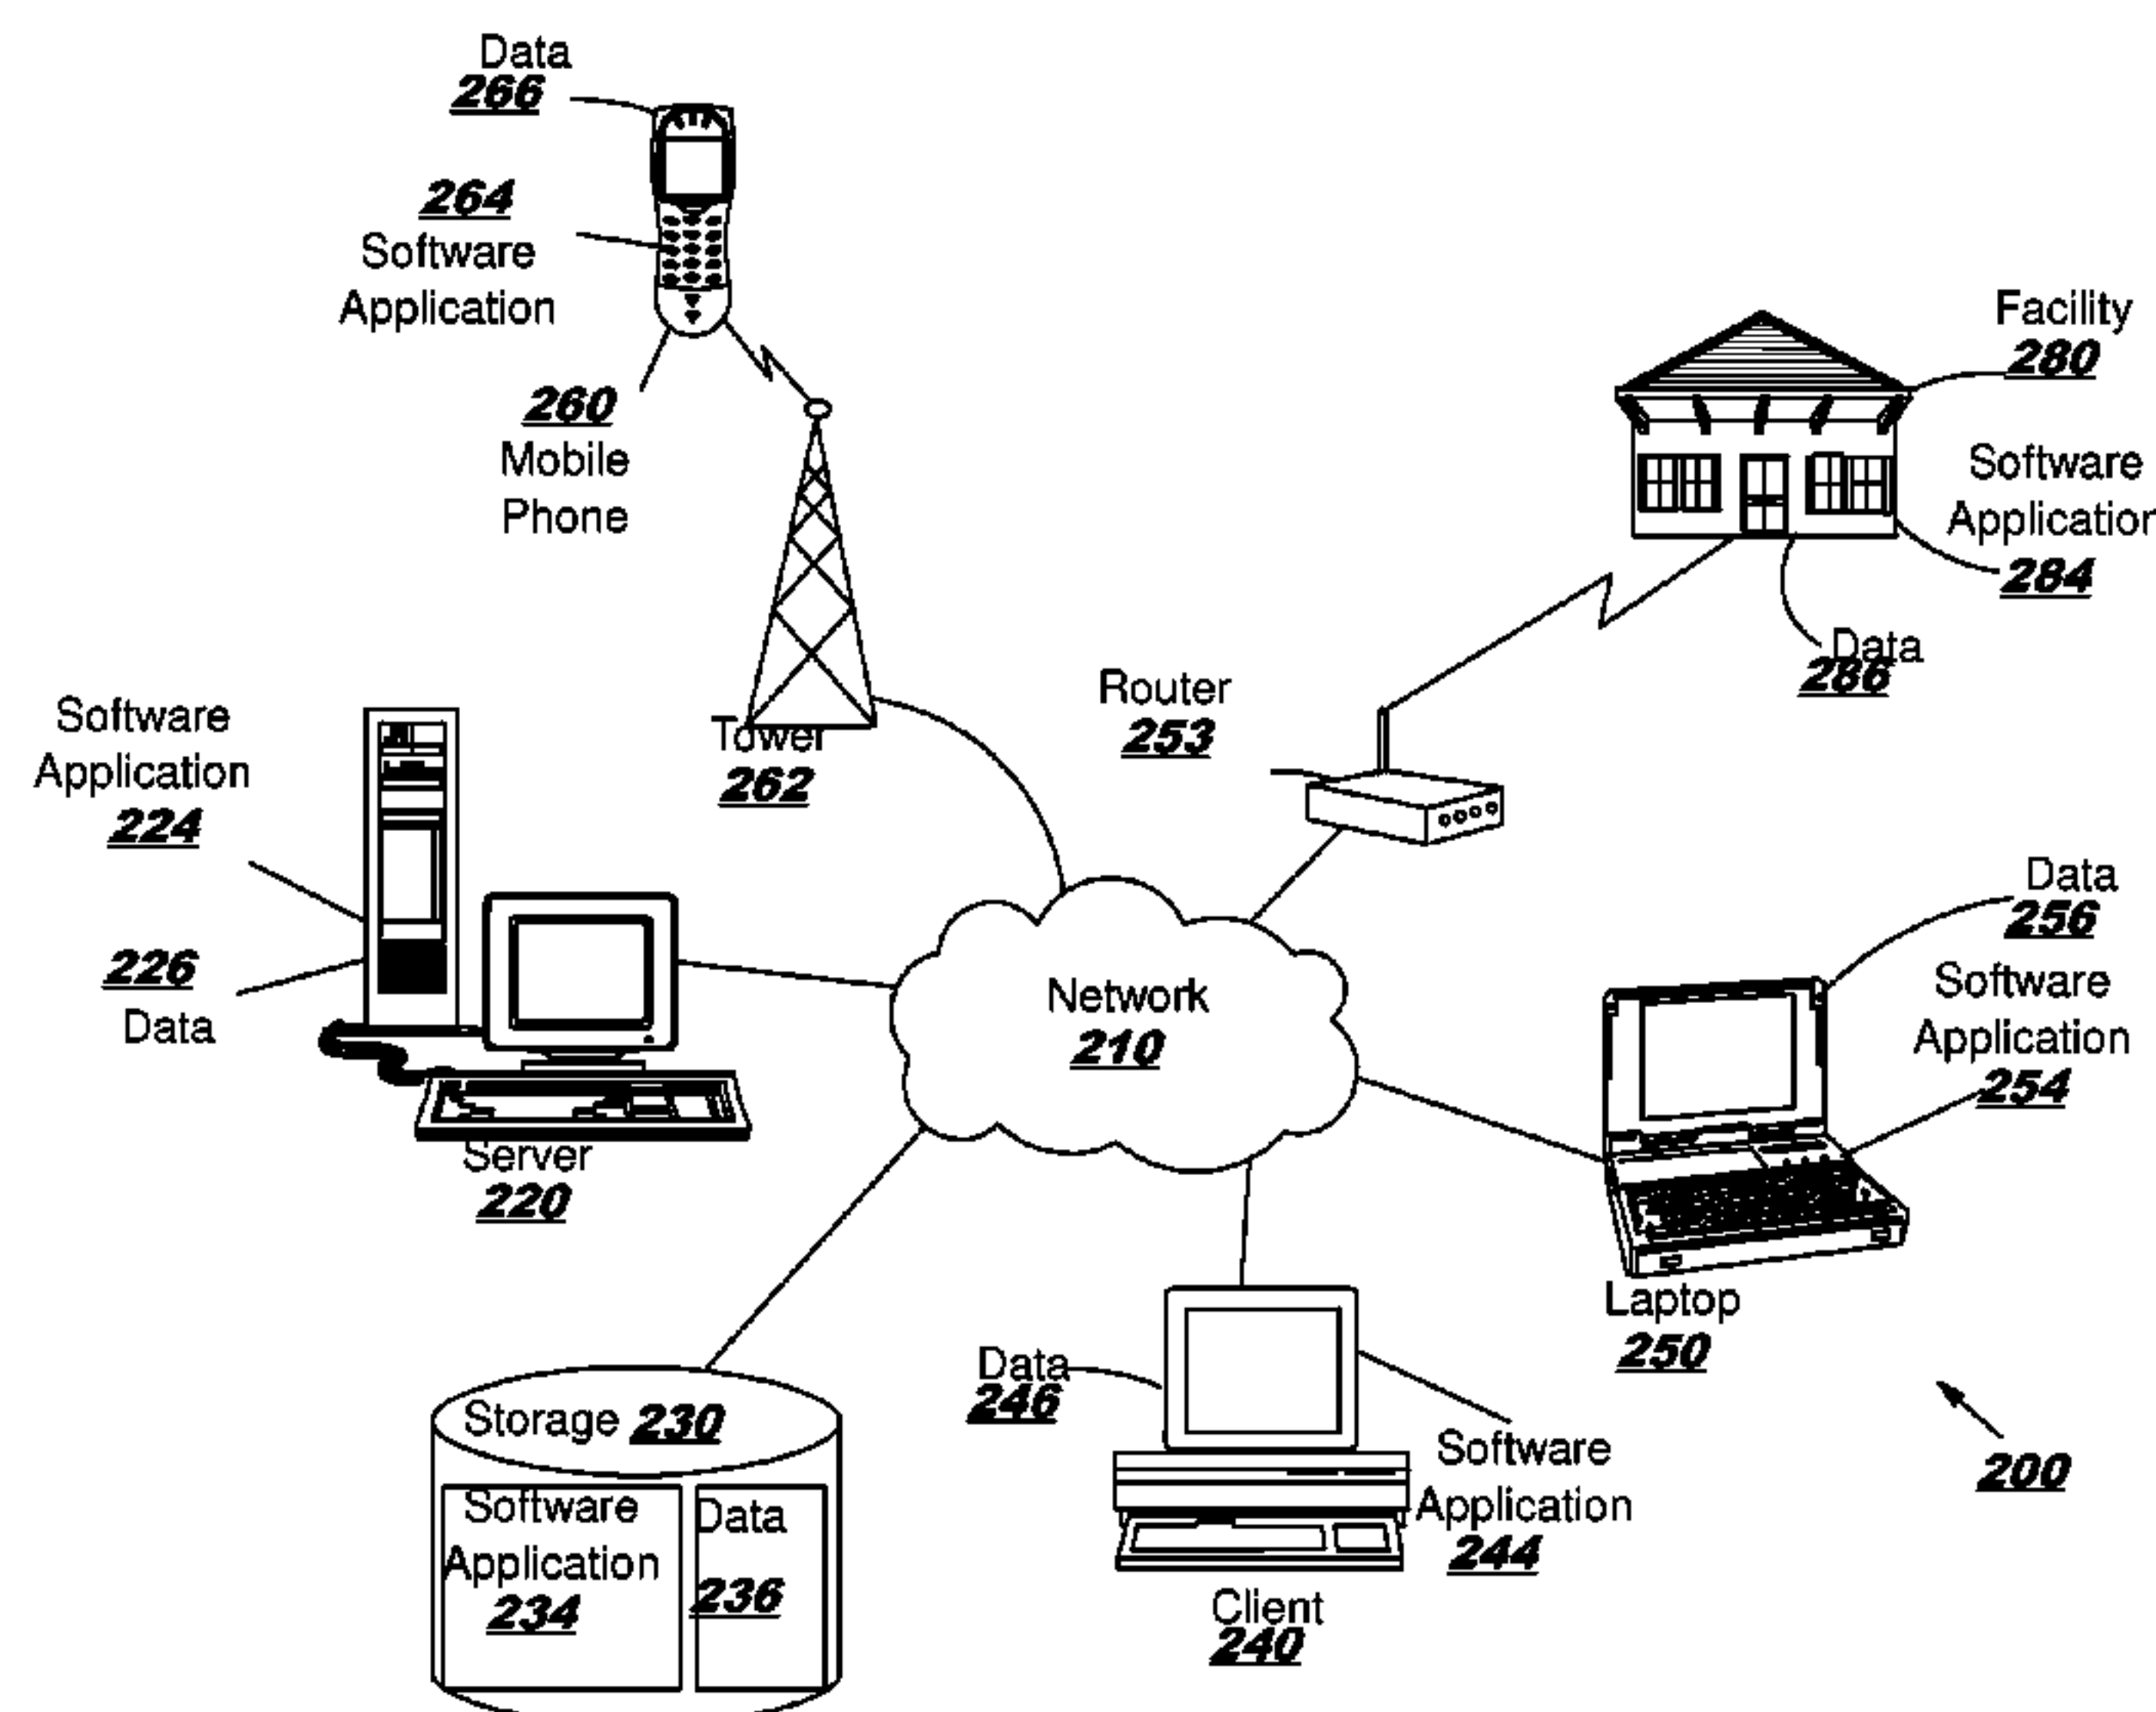 Data
266
264
Software
Application
260
Mobile
Phone
Facility
280
Software
Application
284
Data
286
Router
253
Tower
262
Software
Application
224
226
Data
Server
220
Network
210
Data
256
Software
Application
254
Laptop
250
200
Storage 230
Software
Application
234
Data
236
Data
246
Software
Application
244
Client
240